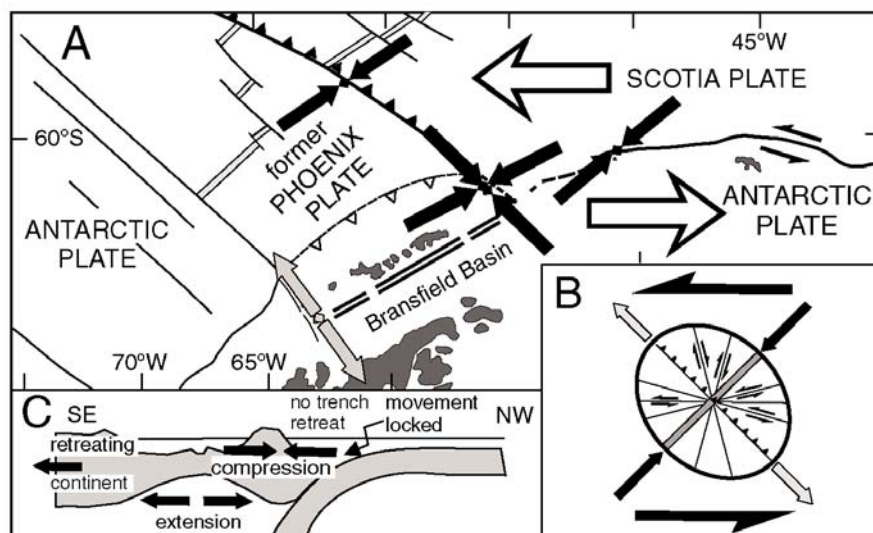 A
45°W
SCOTIA PLATE
60°S
former
PHOENIX
PLATE
ANTARCTIC
PLATE
ANTARCTIC
PLATE
Bransfield Basin
70°W
65°W
B
C
SE
no trench
retreat
movement
locked
NW
retreating
continent
compression
extension